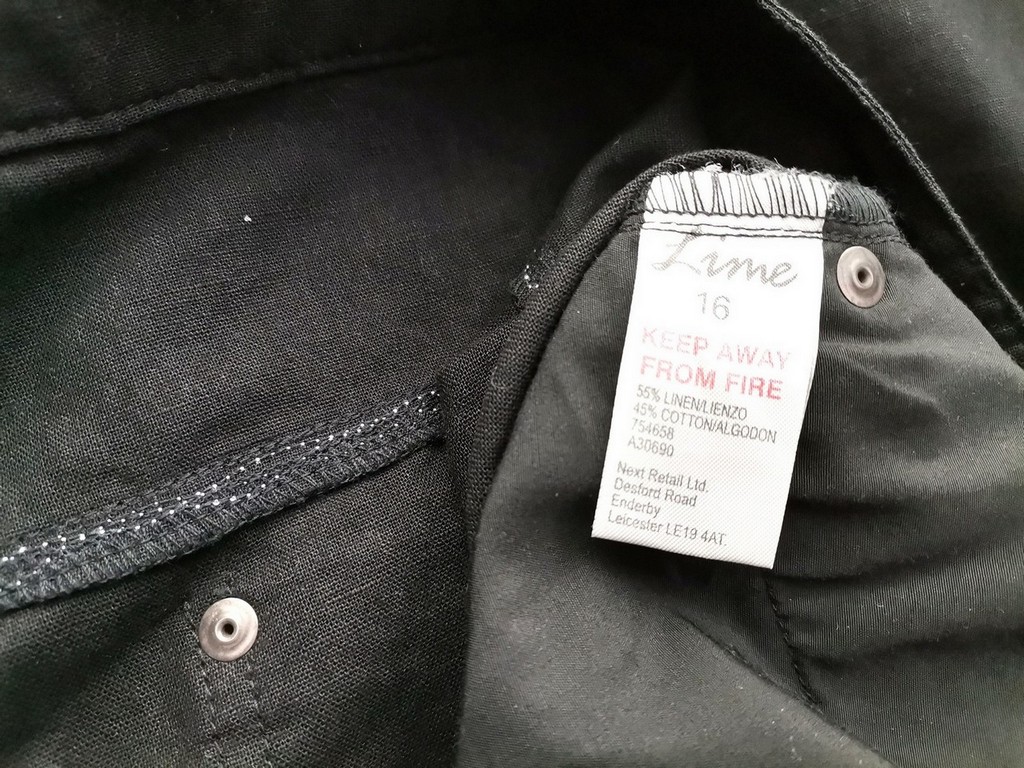 Lime
16
KEEP AWAY
FROM FIRE
55% LINEN/LIENZO
45% COTTON/ALGODON
754658
A30690
Next Retail Ltd.
Desford Road
Enderby
Leicester LE19 4AT.